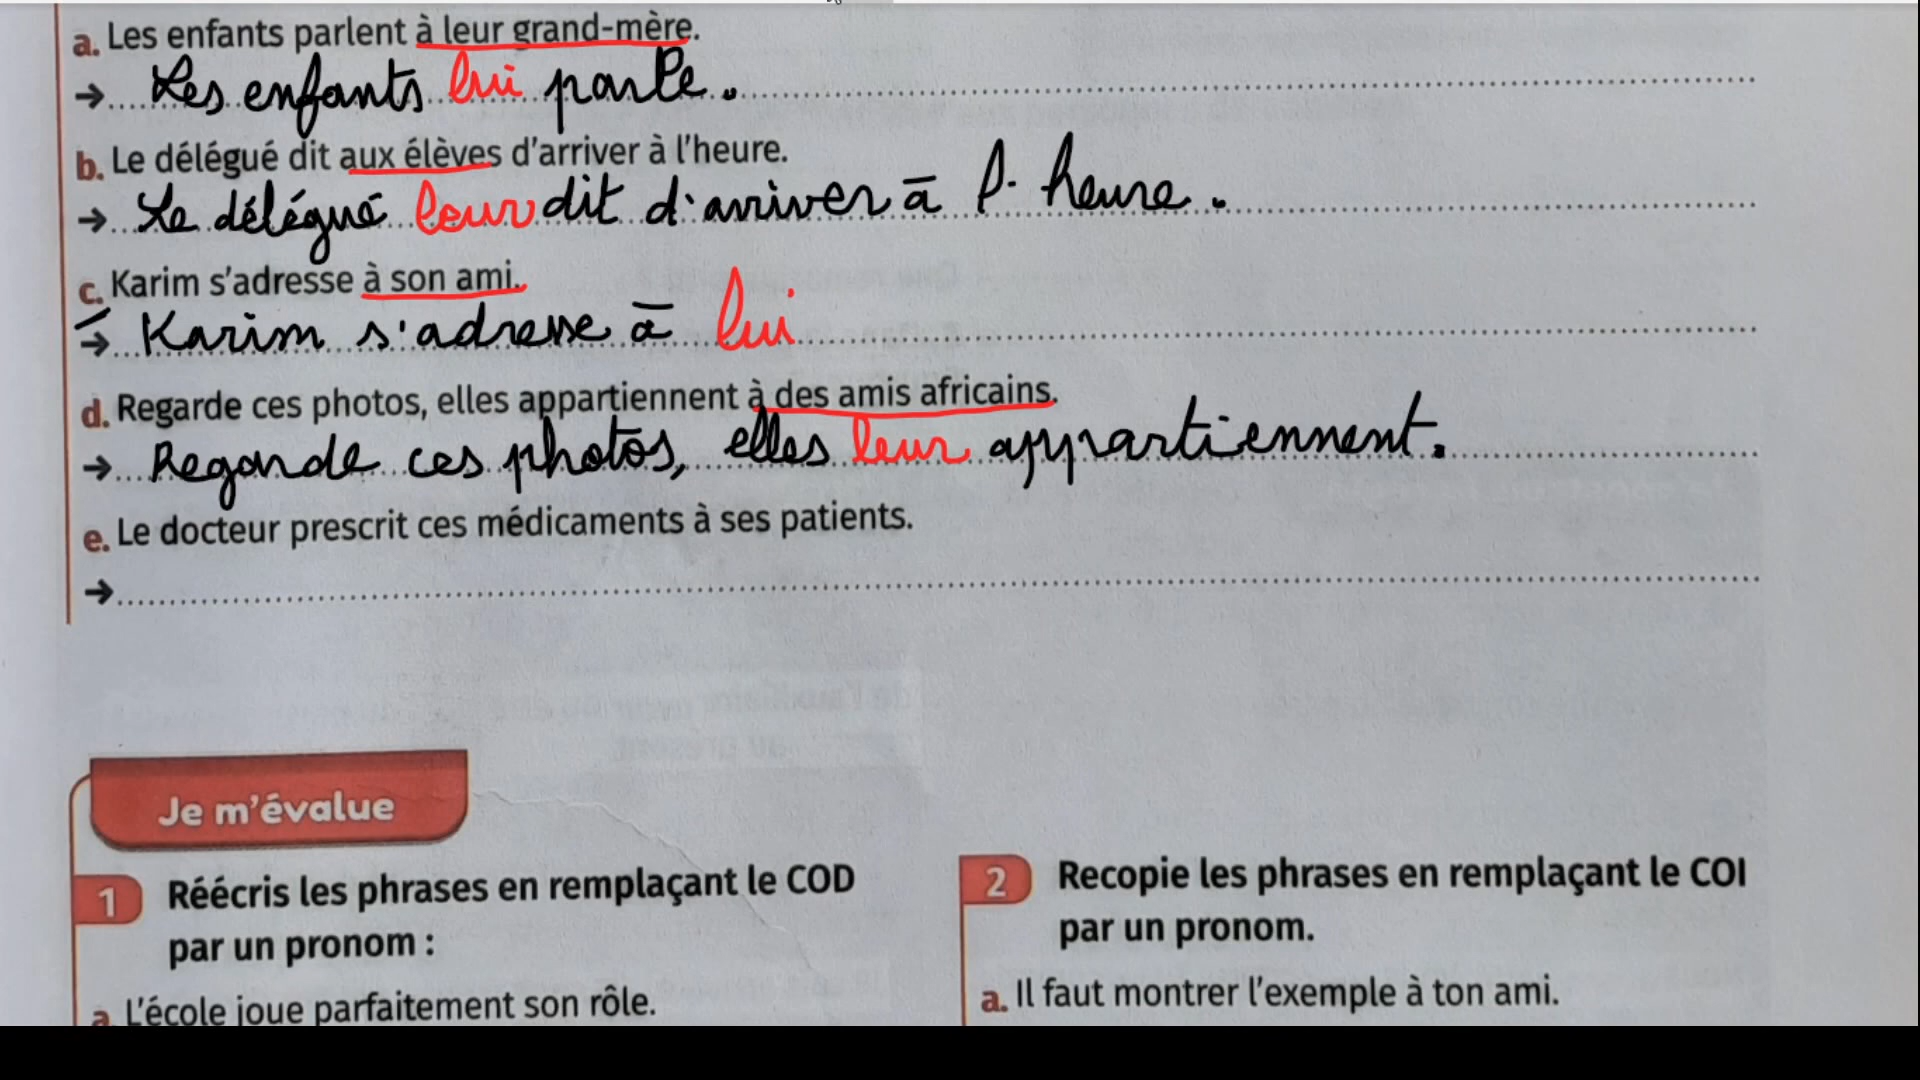 a. Les enfants parlent à leur grand-mère.
→ Les enfants lui parle.
b. Le délégué dit aux élèves d'arriver à l'heure.
→ Le délégué leur dit d'arriver à l'heure.
c. Karim s'adresse à son ami.
→ Karim s'adresse à lui
d. Regarde ces photos, elles appartiennent à des amis africains.
→ Regarde ces photos, elles leur appartiennent.
e. Le docteur prescrit ces médicaments à ses patients.
→
Je m'évalue
1 Réécris les phrases en remplaçant le COD
par un pronom :
a. L'école joue parfaitement son rôle.
2 Recopie les phrases en remplaçant le COI
par un pronom.
a. Il faut montrer l'exemple à ton ami.